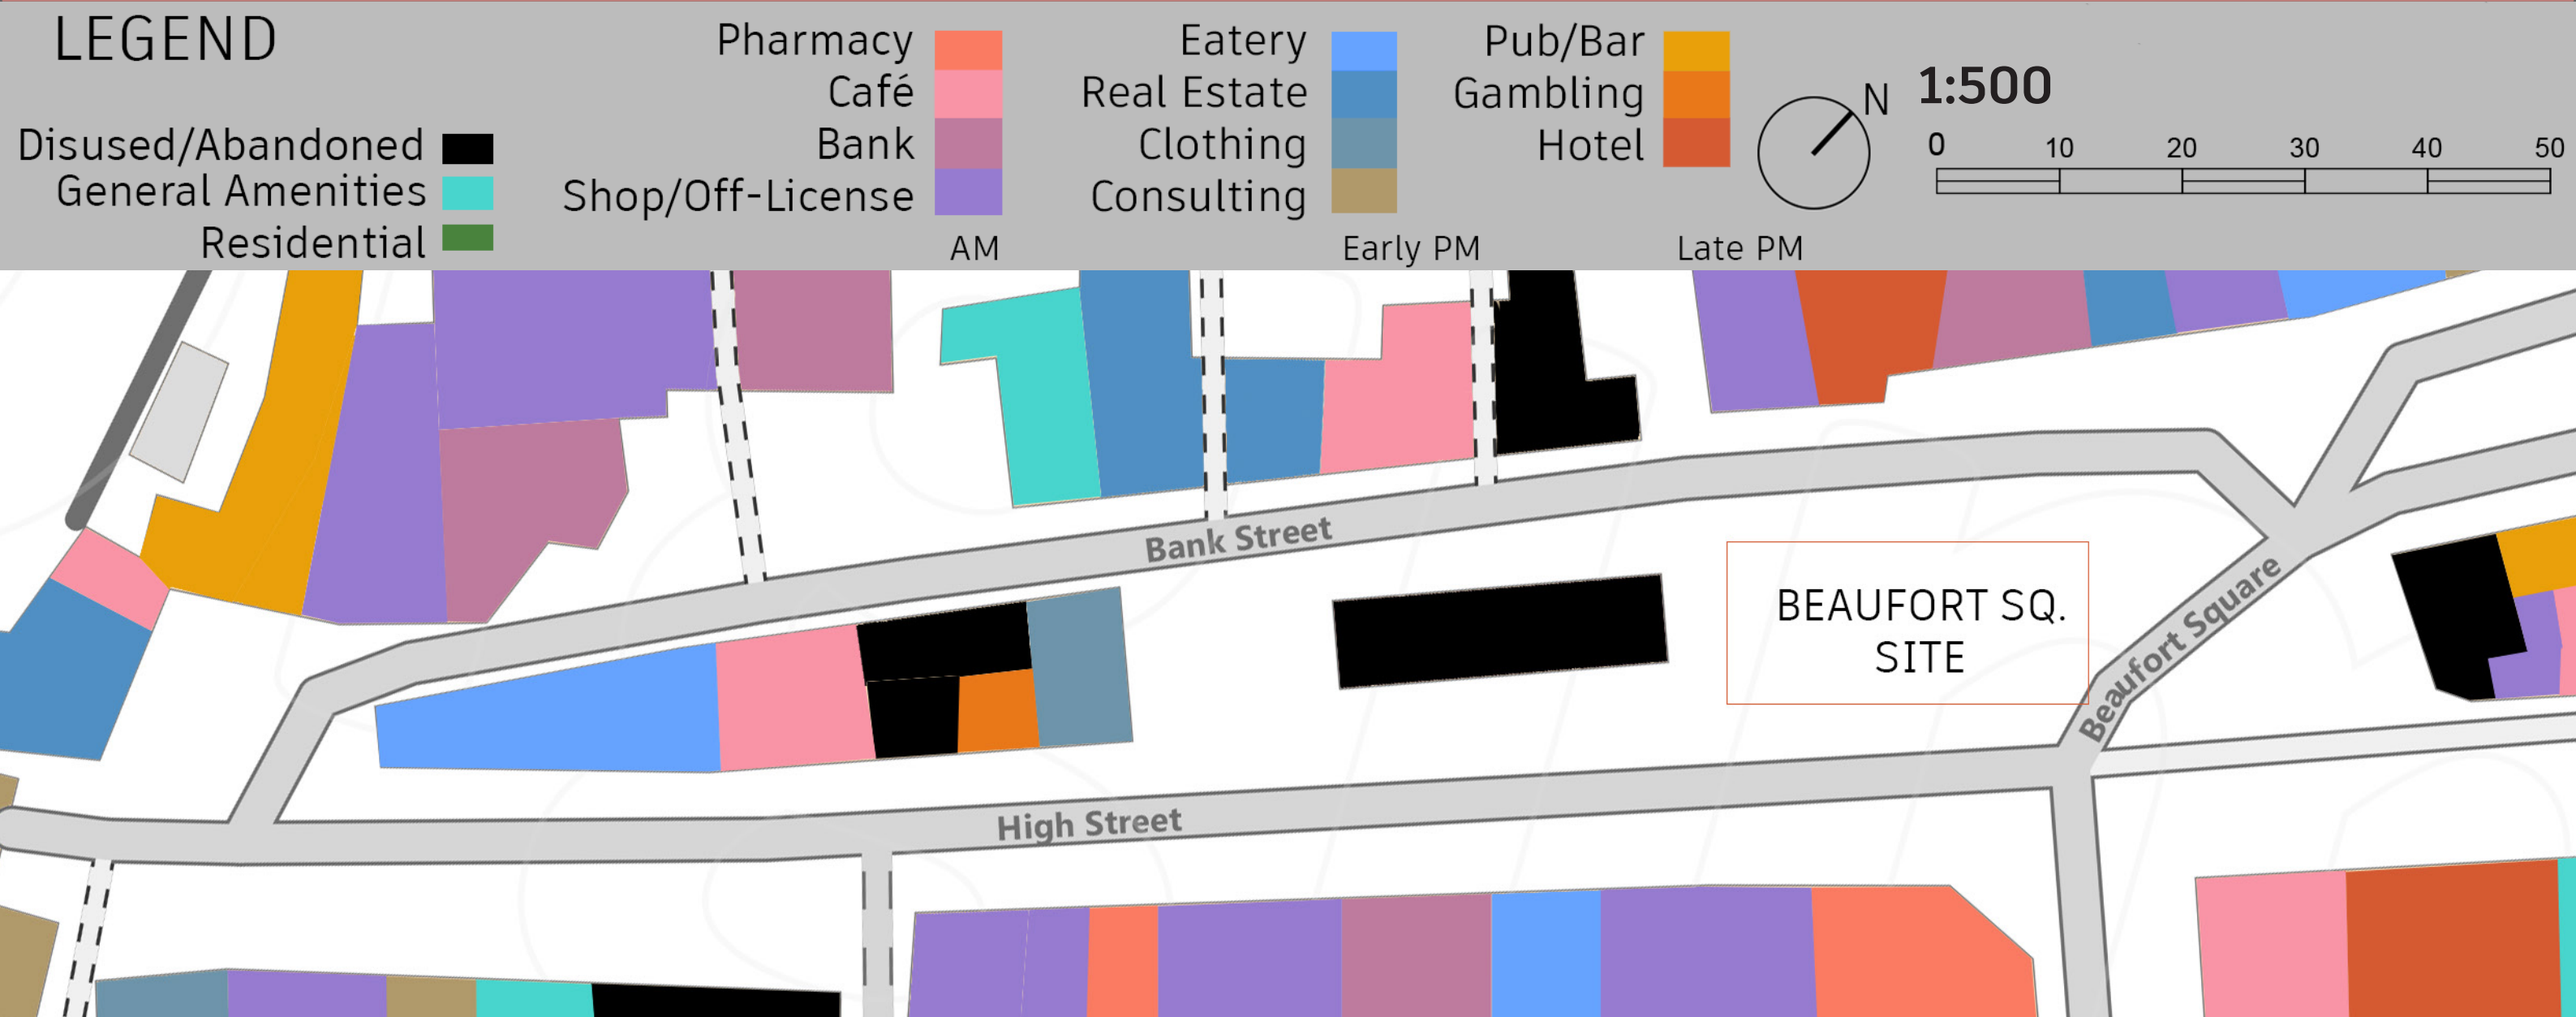 LEGEND
Disused/Abandoned
General Amenities
Residential
Pharmacy
Café
Bank
Shop/Off-License
AM
Eatery
Real Estate
Clothing
Consulting
Early PM
Pub/Bar
Gambling
Hotel
Late PM
N
1:500
0 10 20 30 40 50
Bank Street
BEAUFORT SQ.
SITE
Beaufort Square
High Street